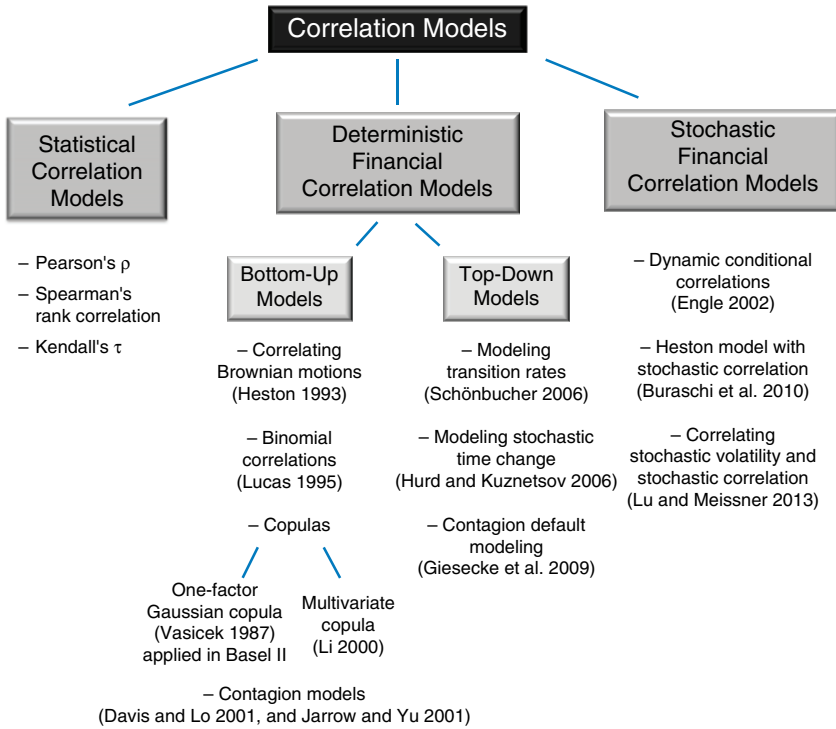 Correlation Models
Statistical
Correlation
Models
– Pearson's ρ
– Spearman's
rank correlation
– Kendall's τ
Deterministic
Financial
Correlation Models
Bottom-Up
Models
– Correlating
Brownian motions
(Heston 1993)
– Binomial
correlations
(Lucas 1995)
– Copulas
One-factor
Gaussian copula
(Vasicek 1987)
applied in Basel II
Multivariate
copula
(Li 2000)
– Contagion models
(Davis and Lo 2001, and Jarrow and Yu 2001)
Top-Down
Models
– Modeling
transition rates
(Schönbucher 2006)
– Modeling stochastic
time change
(Hurd and Kuznetsov 2006)
– Contagion default
modeling
(Giesecke et al. 2009)
Stochastic
Financial
Correlation Models
– Dynamic conditional
correlations
(Engle 2002)
– Heston model with
stochastic correlation
(Buraschi et al. 2010)
– Correlating
stochastic volatility and
stochastic correlation
(Lu and Meissner 2013)